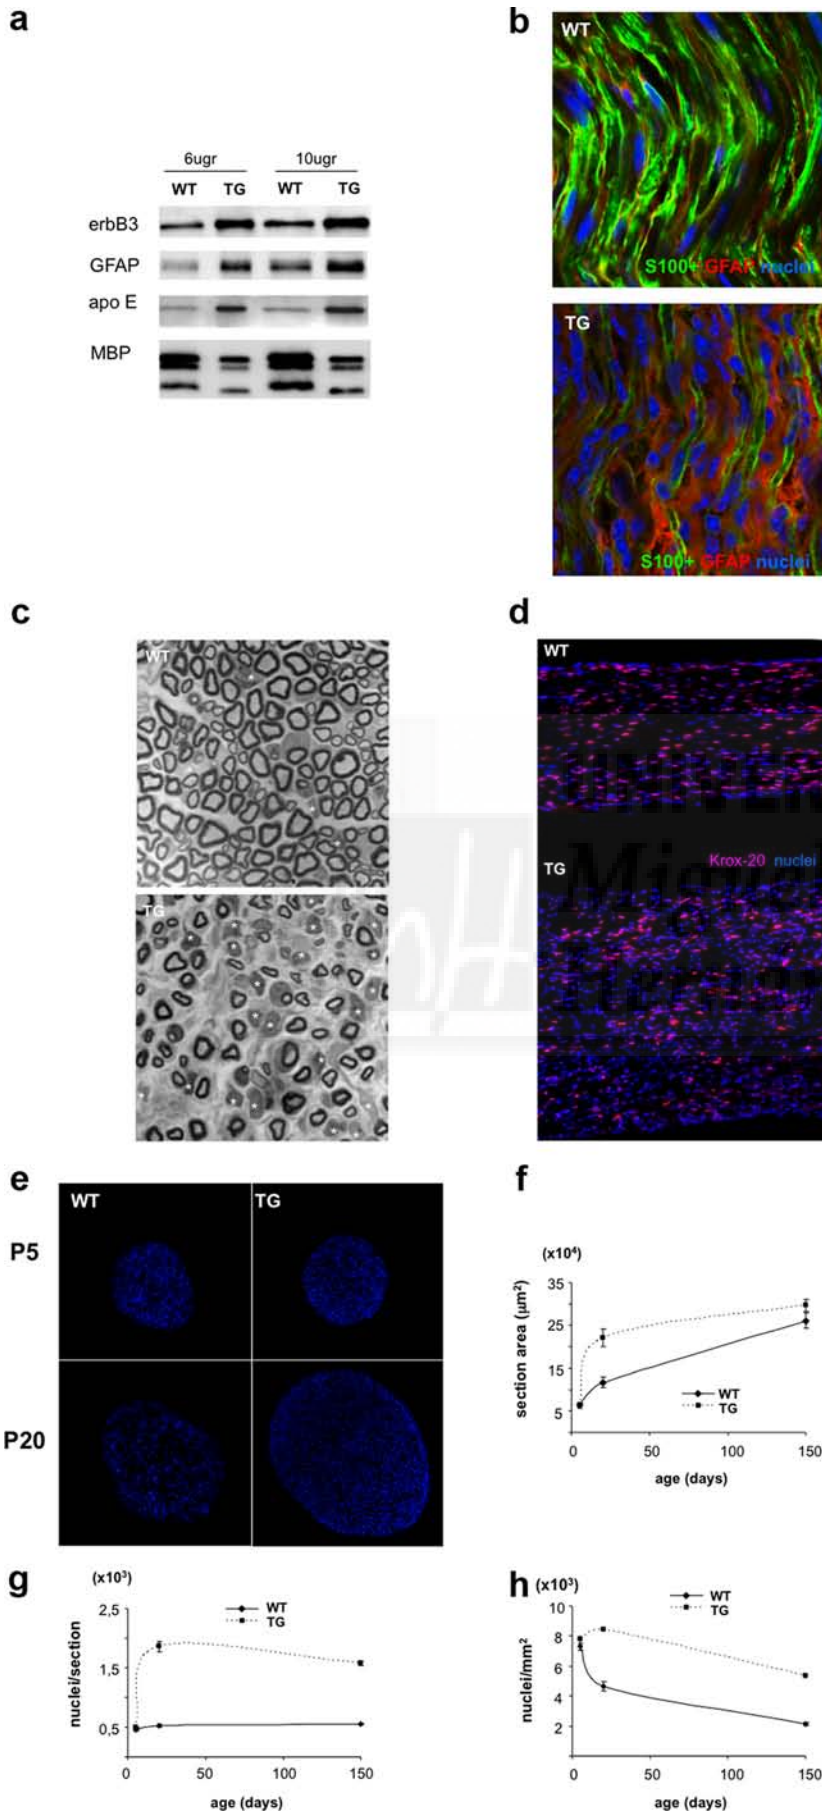 a
6ugr 10ugr
WT TG WT TG
erbB3
GFAP
apo E
MBP
b
WT
S100+ GFAP nuclei
TG
S100+ GFAP nuclei
c
WT
TG
d
WT
Krox-20 nuclei
TG
e
WT TG
P5
P20
f
(x10⁴)
section area (µm²)
35
25
15
5
WT
TG
0 50 100 150
age (days)
g
(x10³)
nuclei/section
2,5
1,5
0,5
WT
TG
0 50 100 150
age (days)
h
(x10³)
nuclei/mm²
10
8
6
4
2
WT
TG
0 50 100 150
age (days)